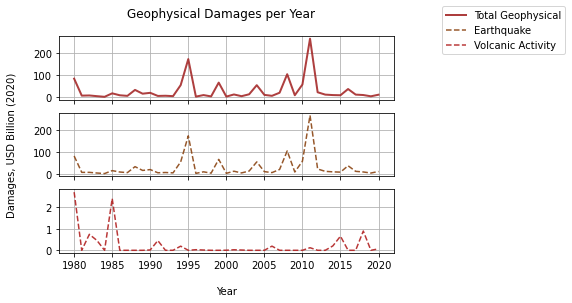 Geophysical Damages per Year
Total Geophysical
Earthquake
Volcanic Activity
Damages, USD Billion (2020)
200
100
0
200
100
0
2
1
0
1980 1985 1990 1995 2000 2005 2010 2015 2020
Year